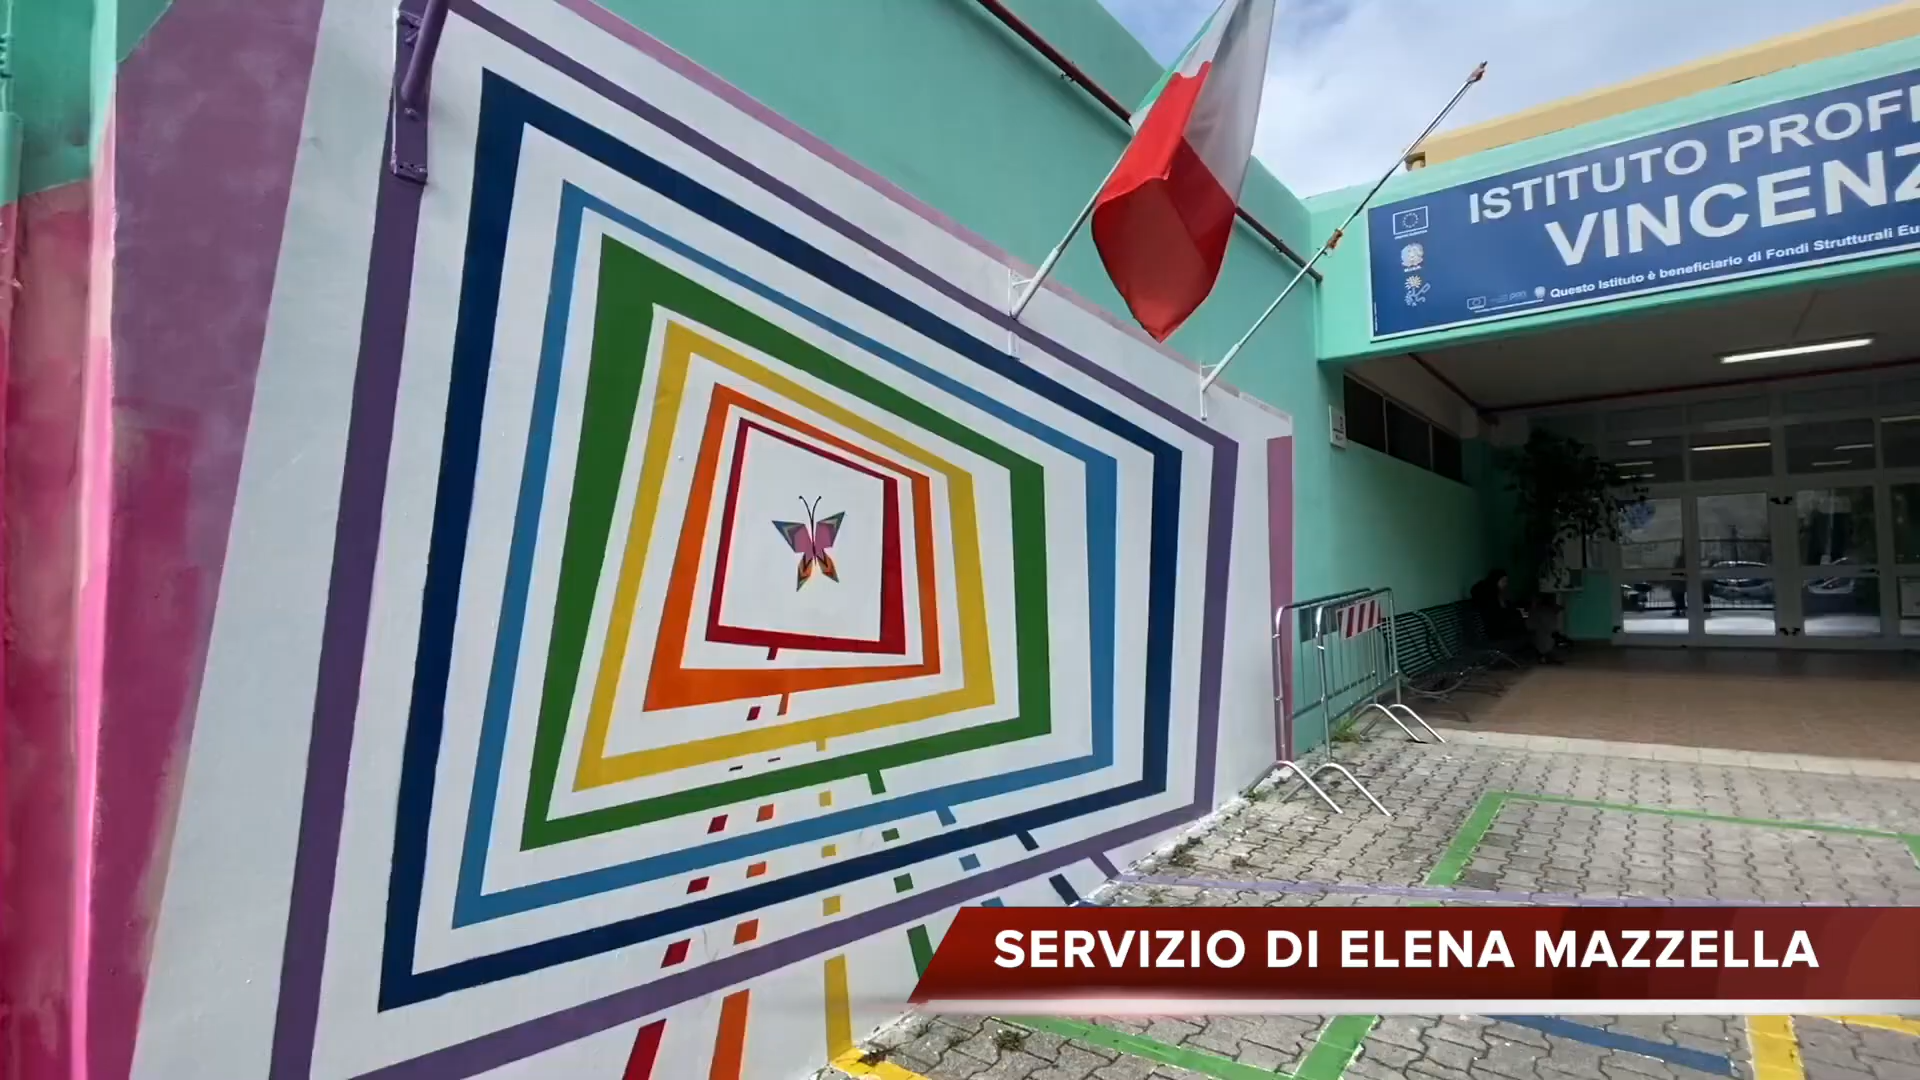 ISTITUTO PROF
VINCENZ
Questo Istituto è beneficiario di Fondi Strutturali Eu
SERVIZIO DI ELENA MAZZELLA